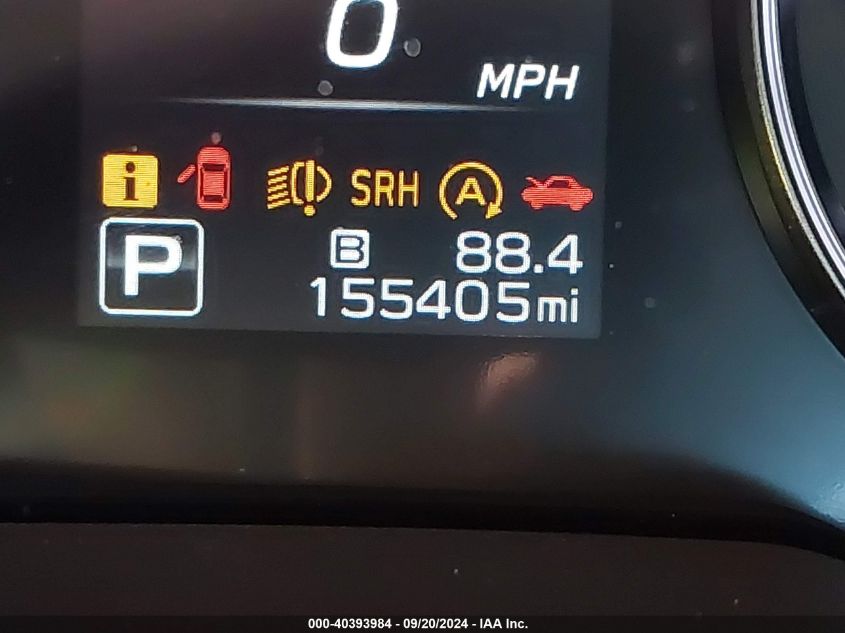 0
MPH
i SRH A
P B 88.4
155405mi
000-40393984 - 09/20/2024 - IAA Inc.